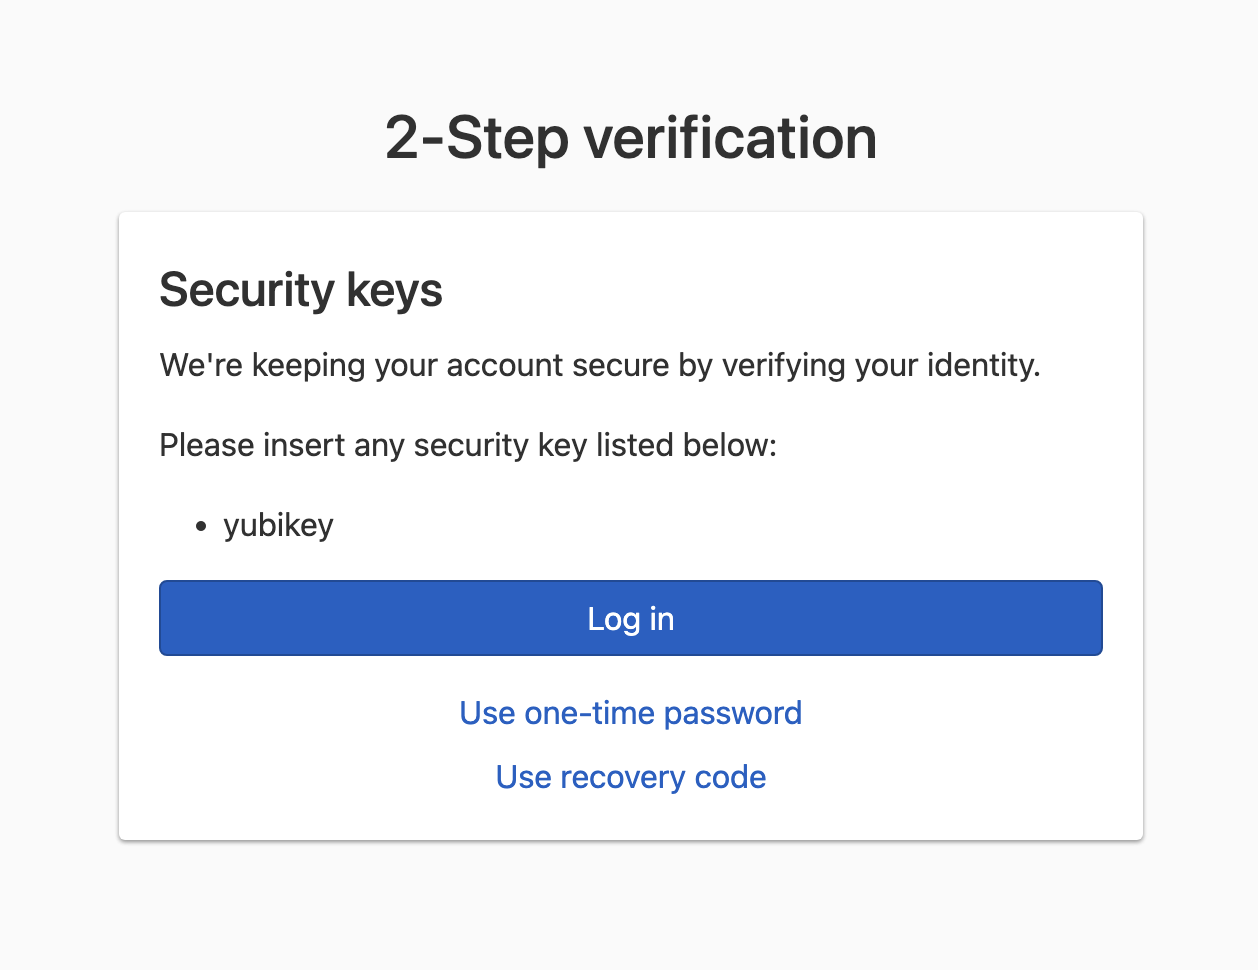 2-Step verification
Security keys
We're keeping your account secure by verifying your identity.
Please insert any security key listed below:
• yubikey
Log in
Use one-time password
Use recovery code